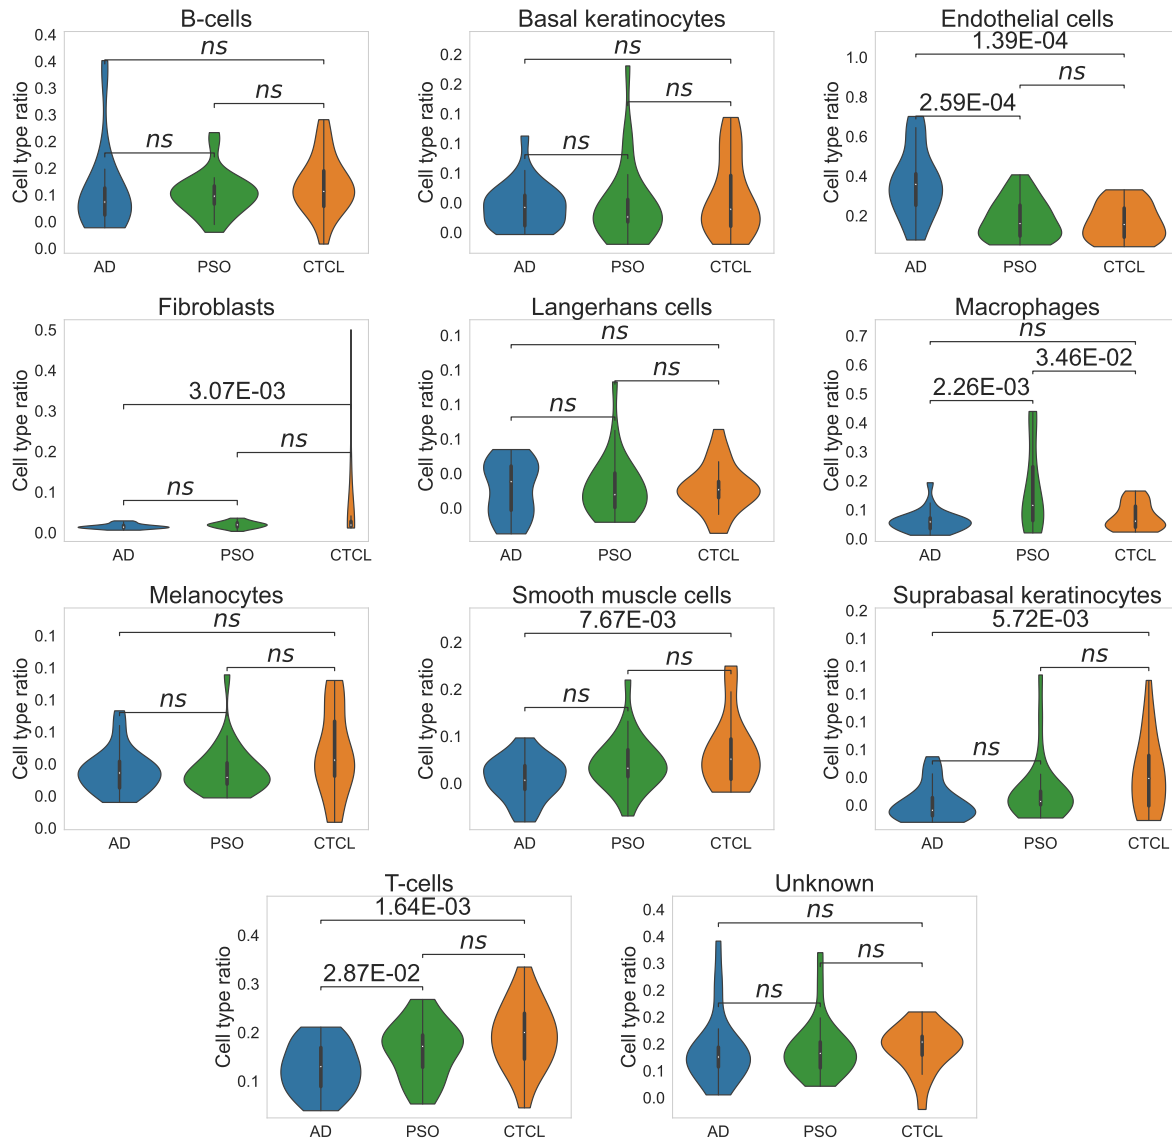 B-cells
Cell type ratio
0.4
0.4
0.3
0.3
0.2
0.2
0.1
0.0
0.0
ns
ns
ns
AD PSO CTCL
Basal keratinocytes
Cell type ratio
0.2
0.2
0.1
0.1
0.1
0.0
0.0
ns
ns
ns
AD PSO CTCL
Endothelial cells
Cell type ratio
1.0
0.8
0.6
0.4
0.2
1.39E-04
ns
2.59E-04
AD PSO CTCL
Fibroblasts
Cell type ratio
0.5
0.4
0.3
0.2
0.1
0.0
3.07E-03
ns
ns
AD PSO CTCL
Langerhans cells
Cell type ratio
0.1
0.1
0.1
0.1
0.0
0.0
ns
ns
ns
AD PSO CTCL
Macrophages
Cell type ratio
0.7
0.6
0.5
0.4
0.3
0.2
0.1
0.0
ns
3.46E-02
2.26E-03
AD PSO CTCL
Melanocytes
Cell type ratio
0.1
0.1
0.1
0.1
0.0
0.0
0.0
ns
ns
ns
AD PSO CTCL
Smooth muscle cells
Cell type ratio
0.2
0.2
0.1
0.0
7.67E-03
ns
ns
AD PSO CTCL
Suprabasal keratinocytes
Cell type ratio
0.2
0.1
0.1
0.1
0.1
0.1
0.0
0.0
5.72E-03
ns
ns
AD PSO CTCL
T-cells
Cell type ratio
0.4
0.3
0.2
0.1
1.64E-03
ns
2.87E-02
AD PSO CTCL
Unknown
Cell type ratio
0.4
0.4
0.3
0.2
0.2
0.2
0.1
0.0
ns
ns
ns
AD PSO CTCL